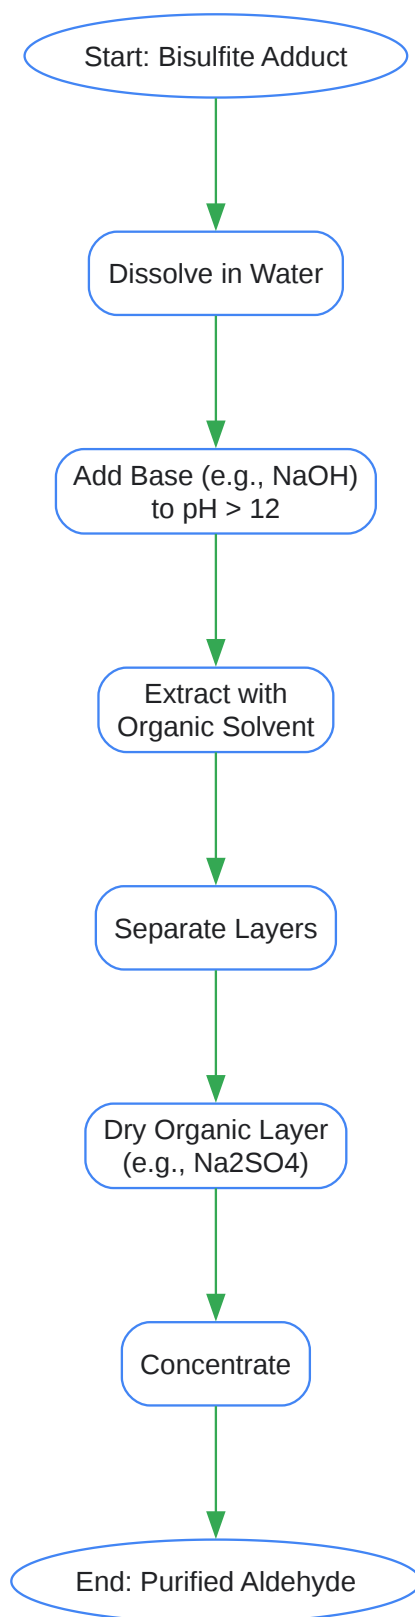 Start: Bisulfite Adduct
Dissolve in Water
Add Base (e.g., NaOH)
to pH > 12
Extract with
Organic Solvent
Separate Layers
Dry Organic Layer
(e.g., Na2SO4)
Concentrate
End: Purified Aldehyde